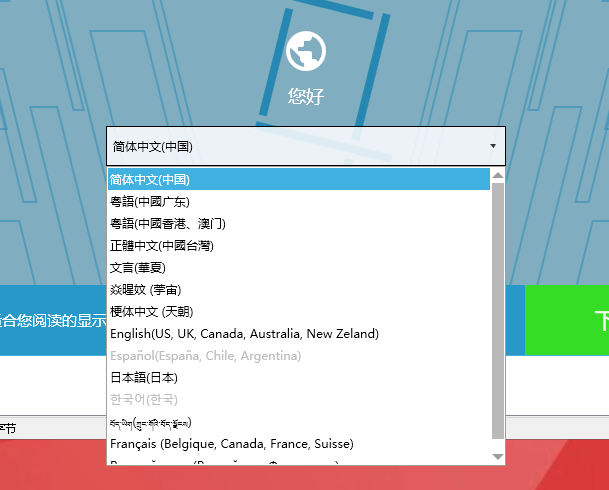 您好
简体中文(中国)
简体中文(中国)
粵語(中國广东)
粵語(中國香港、澳门)
正體中文(中國台灣)
文言(華夏)
焱暒妏 (茡宙)
梗体中文 (天朝)
合您阅读的显示
下
English(US, UK, Canada, Australia, New Zeland)
Español(España, Chile, Argentina)
日本語(日本)
한국어(한국)
字节
Français (Belgique, Canada, France, Suisse)